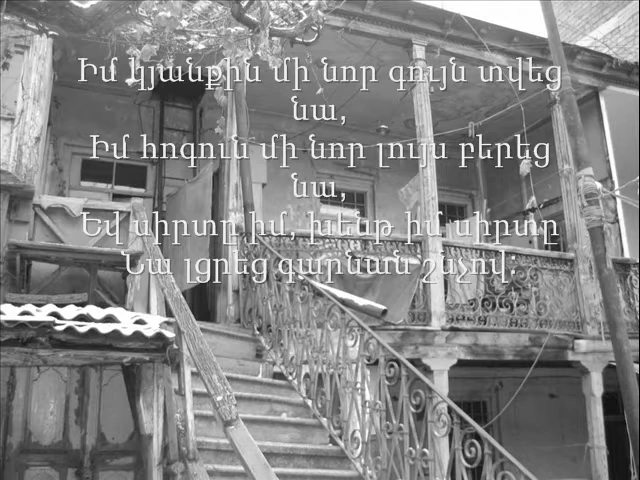 Իմ կյանքին մի նոր գույն տվեց
նա,
Իմ հոգուն մի նոր լույս բերեց
նա,
Եվ սիրտը իմ, խենթ իմ սիրտը
Նա լցրեց գարնան շնչով: